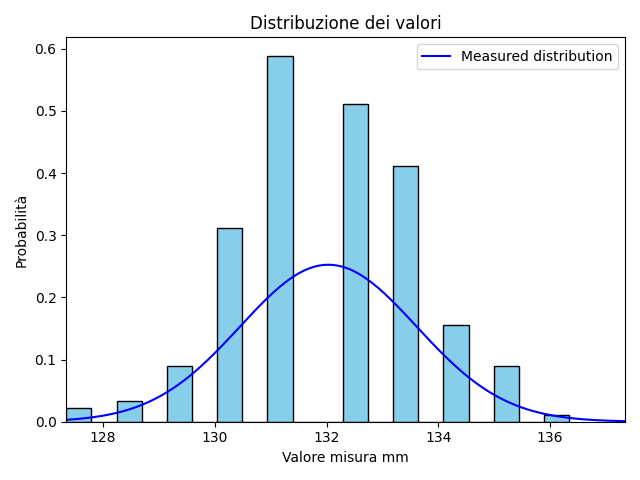 Distribuzione dei valori
Measured distribution
0.6
0.5
0.4
0.3
0.2
0.1
0.0
Probabilità
128 130 132 134 136
Valore misura mm